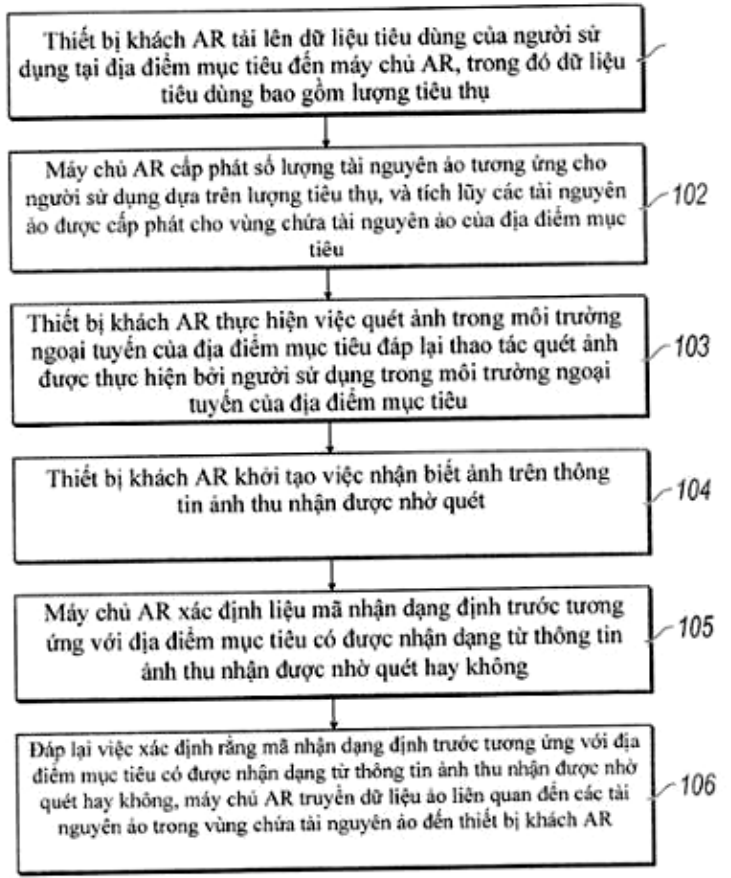 Thiết bị khách AR tải lên dữ liệu tiêu dùng của người sử
dụng tại địa điểm mục tiêu đến máy chủ AR, trong đó dữ liệu
tiêu dùng bao gồm lượng tiêu thụ
Máy chủ AR cấp phát số lượng tài nguyên ảo tương ứng cho
người sử dụng dựa trên lượng tiêu thụ, và tích lũy các tài nguyên
ảo được cấp phát cho vùng chứa tài nguyên ảo của địa điểm mục
tiêu
102
Thiết bị khách AR thực hiện việc quét ảnh trong môi trường
ngoại tuyến của địa điểm mục tiêu đáp lại thao tác quét ảnh
được thực hiện bởi người sử dụng trong môi trường ngoại
tuyến của địa điểm mục tiêu
103
Thiết bị khách AR khởi tạo việc nhận biết ảnh trên thông
tin ảnh thu nhận được nhờ quét
104
Máy chủ AR xác định liệu mã nhận dạng định trước tương
ứng với địa điểm mục tiêu có được nhận dạng từ thông tin
ảnh thu nhận được nhờ quét hay không
105
Đáp lại việc xác định rằng mã nhận dạng định trước tương ứng với địa
điểm mục tiêu có được nhận dạng từ thông tin ảnh thu nhận được nhờ
quét hay không, máy chủ AR truyền dữ liệu ảo liên quan đến các tài
nguyên ảo trong vùng chứa tài nguyên ảo đến thiết bị khách AR
106